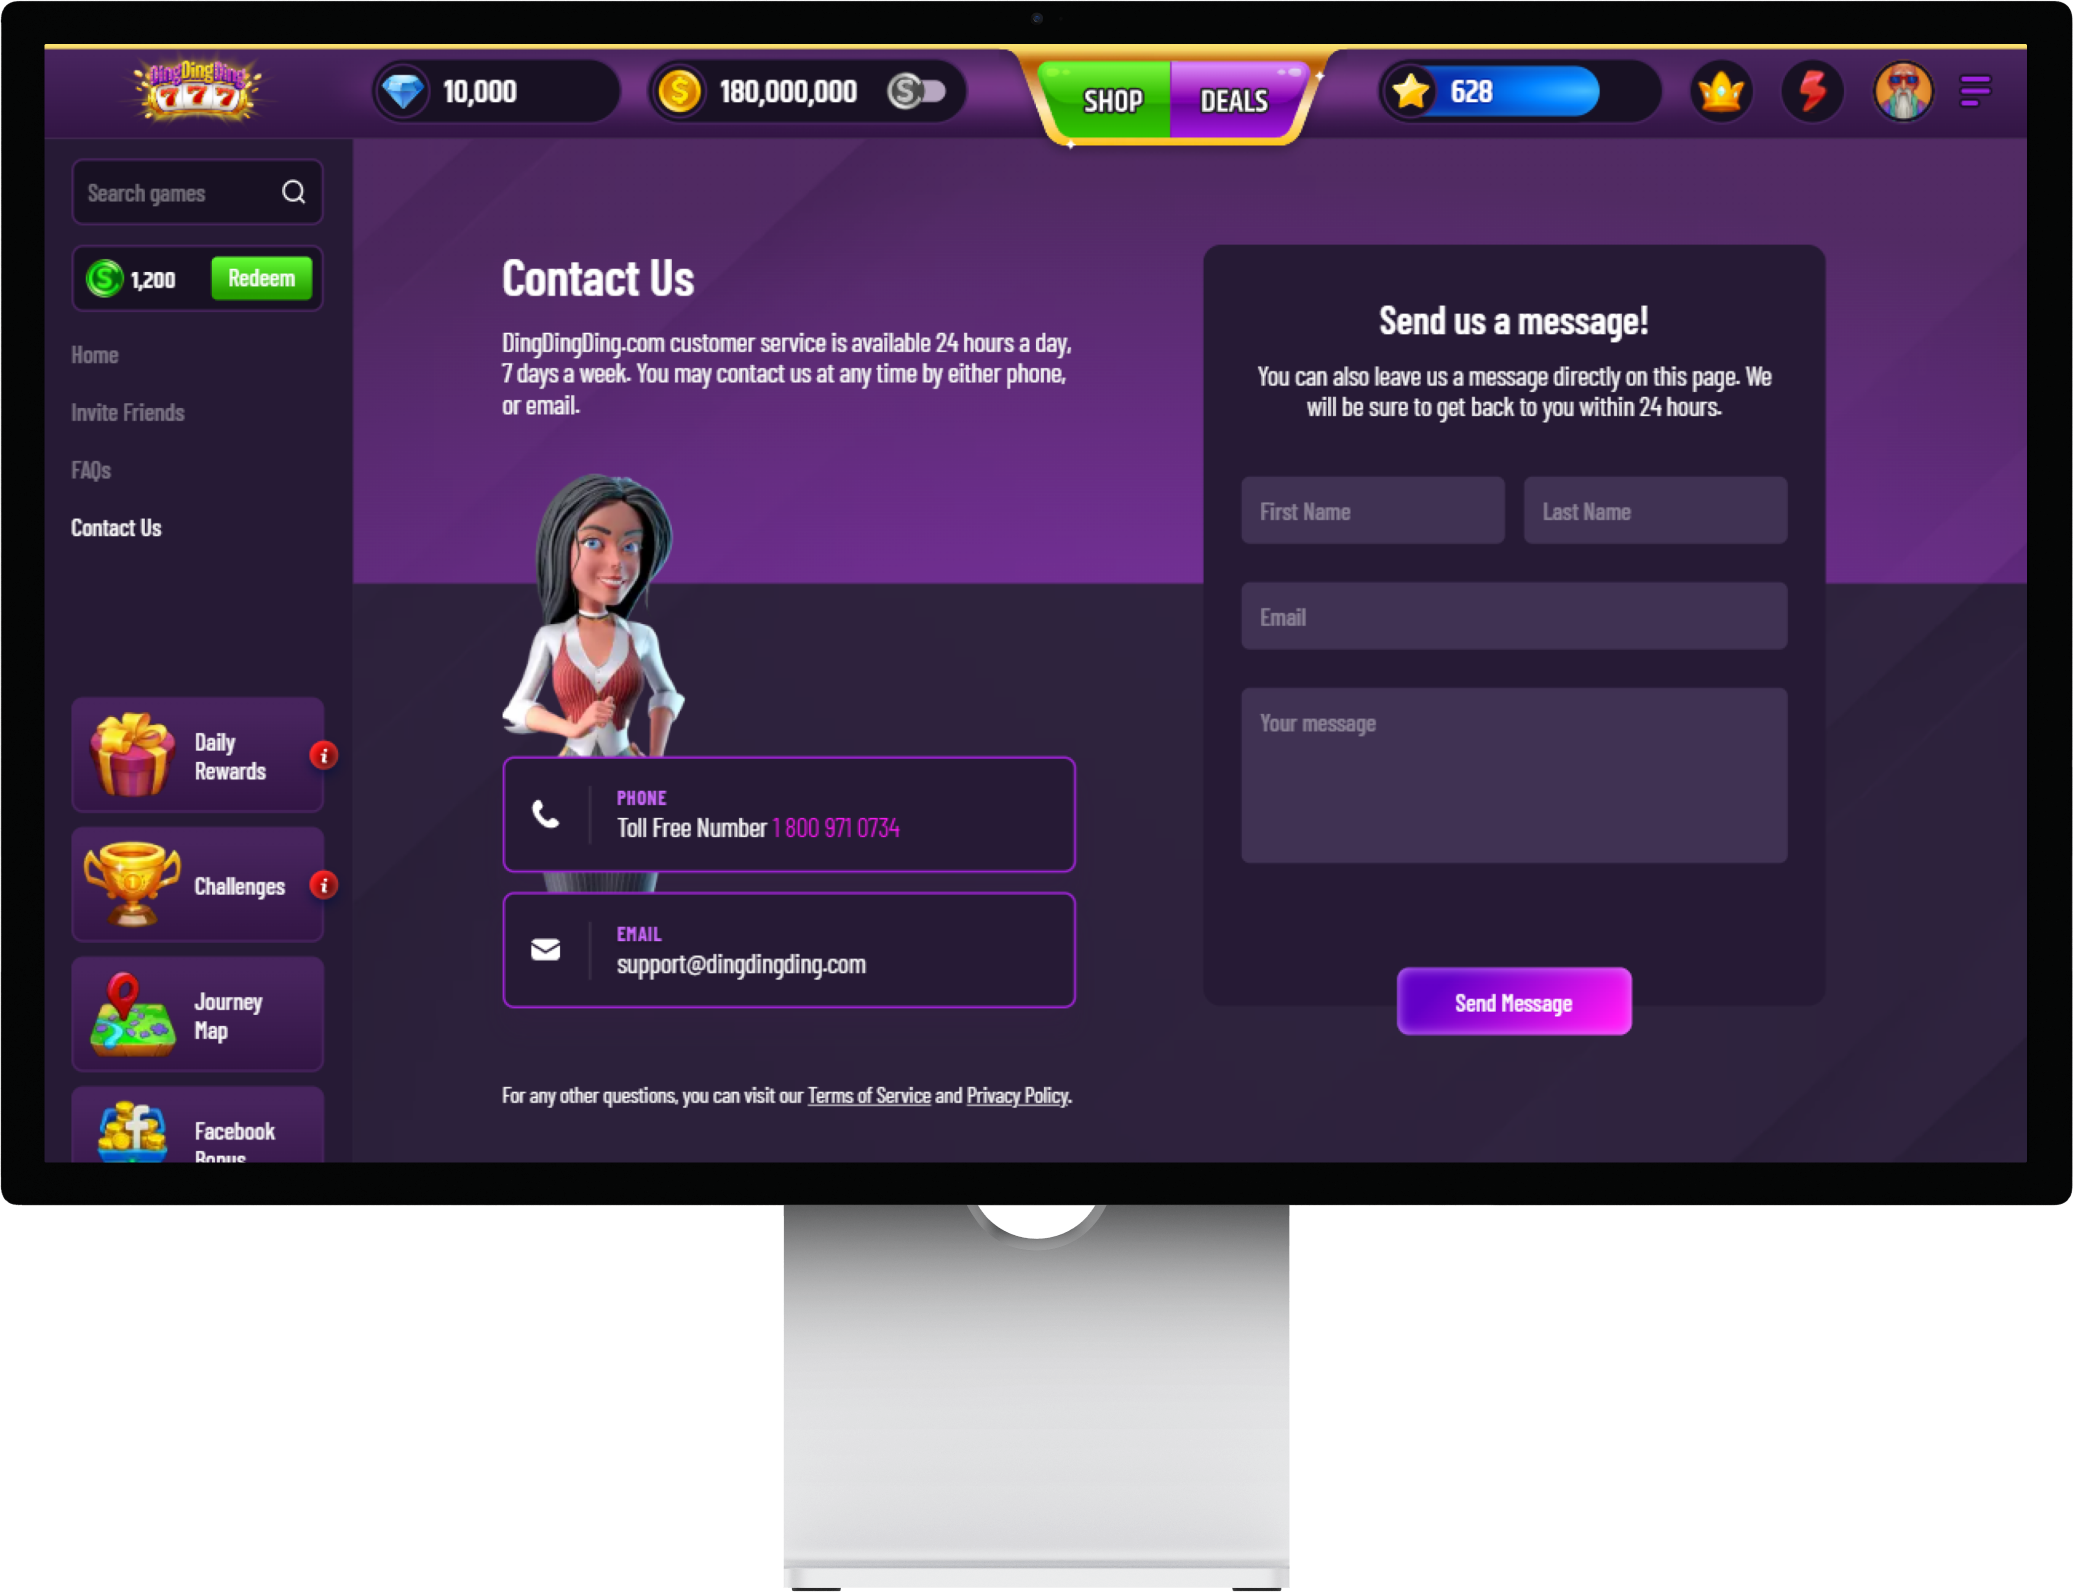 DingDingDing
777
10,000
$
180,000,000
S
SHOP
DEALS
628
Search games
S
1,200
Redeem
Home
Invite Friends
FAQs
Contact Us
Daily
Rewards
i
Challenges
i
Journey
Map
f
Facebook
Bonus
Contact Us
DingDingDing.com customer service is available 24 hours a day,
7 days a week. You may contact us at any time by either phone,
or email.
PHONE
Toll Free Number 1 800 971 0734
EMAIL
support@dingdingding.com
For any other questions, you can visit our Terms of Service and Privacy Policy.
Send us a message!
You can also leave us a message directly on this page. We
will be sure to get back to you within 24 hours.
First Name
Last Name
Email
Your message
Send Message